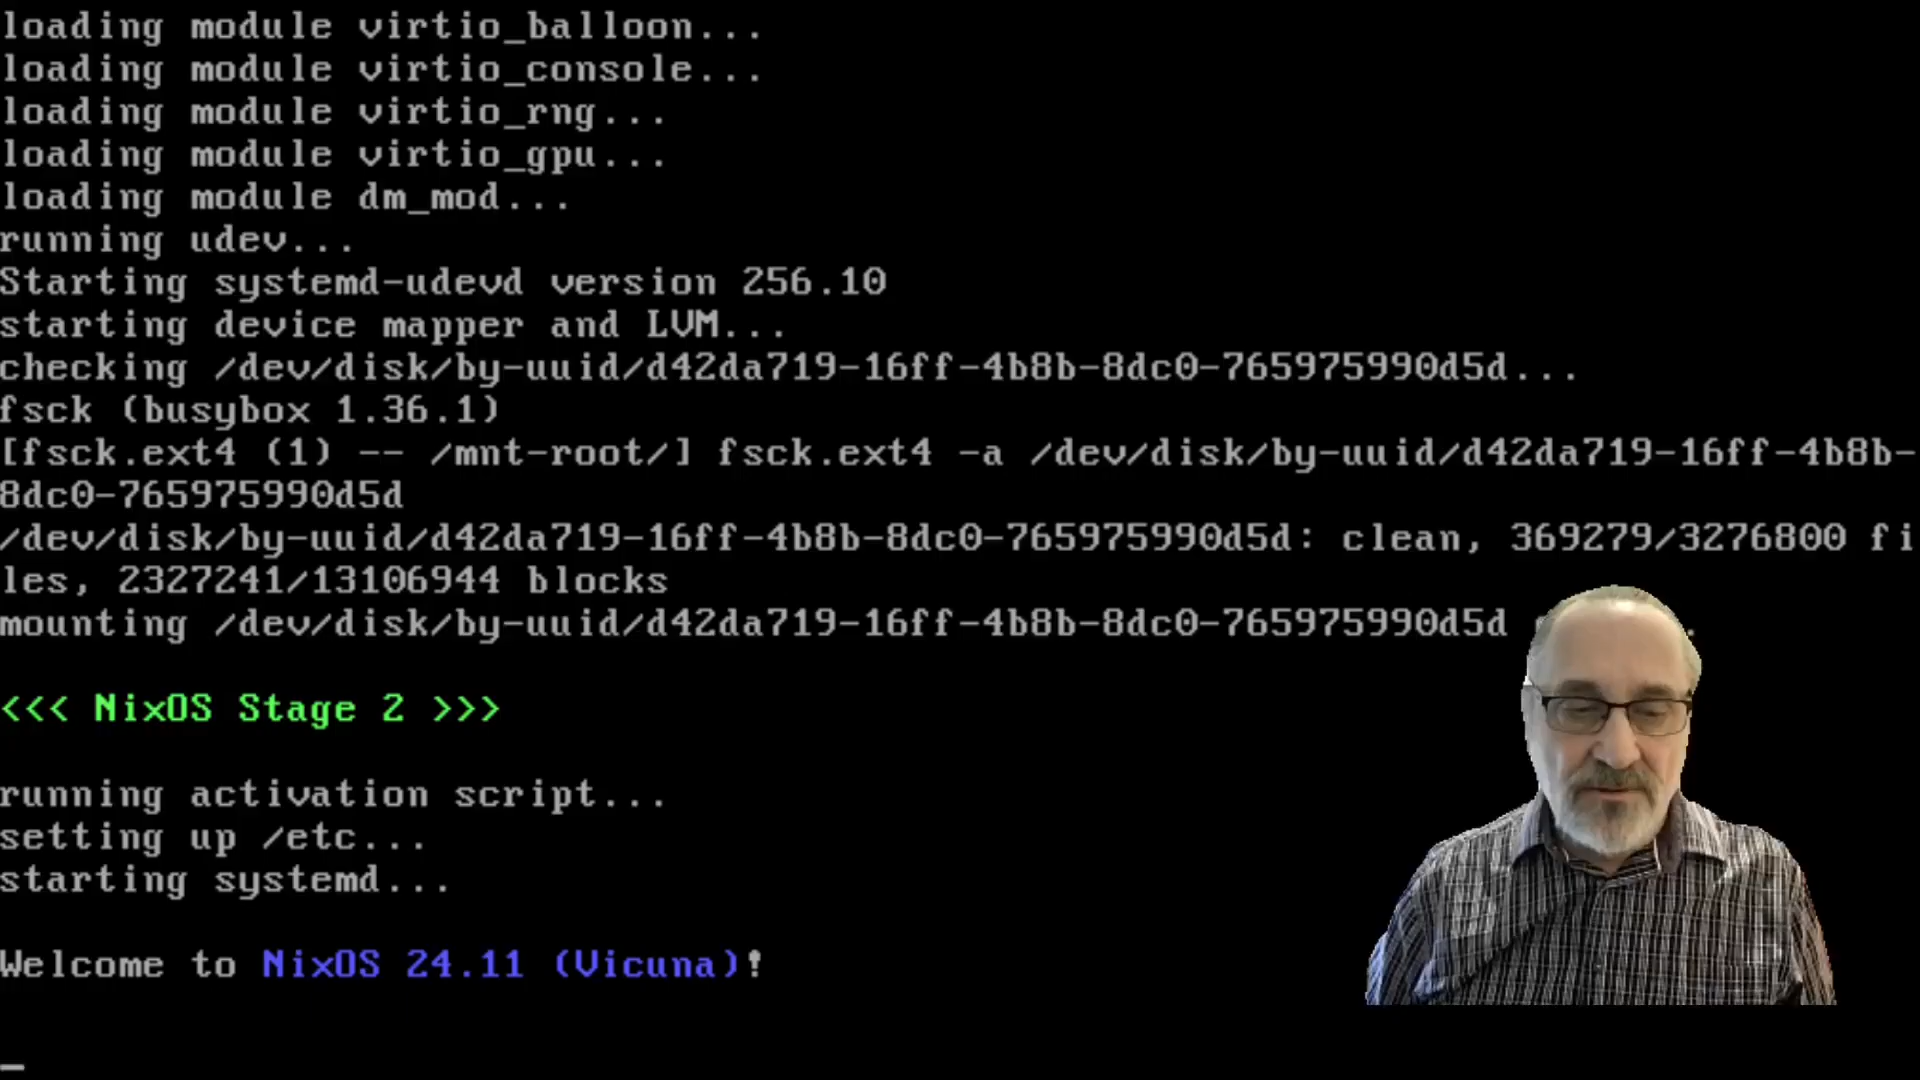 loading module virtio_balloon...
loading module virtio_console...
loading module virtio_rng...
loading module virtio_gpu...
loading module dm_mod...
running udev...
Starting systemd-udevd version 256.10
starting device mapper and LVM...
checking /dev/disk/by-uuid/d42da719-16ff-4b8b-8dc0-765975990d5d...
fsck (busybox 1.36.1)
[fsck.ext4 (1) -- /mnt-root/] fsck.ext4 -a /dev/disk/by-uuid/d42da719-16ff-4b8b-
8dc0-765975990d5d
/dev/disk/by-uuid/d42da719-16ff-4b8b-8dc0-765975990d5d: clean, 369279/3276800 fi
les, 2327241/13106944 blocks
mounting /dev/disk/by-uuid/d42da719-16ff-4b8b-8dc0-765975990d5d
<<< NixOS Stage 2 >>>
running activation script...
setting up /etc...
starting systemd...
Welcome to NixOS 24.11 (Vicuna)!